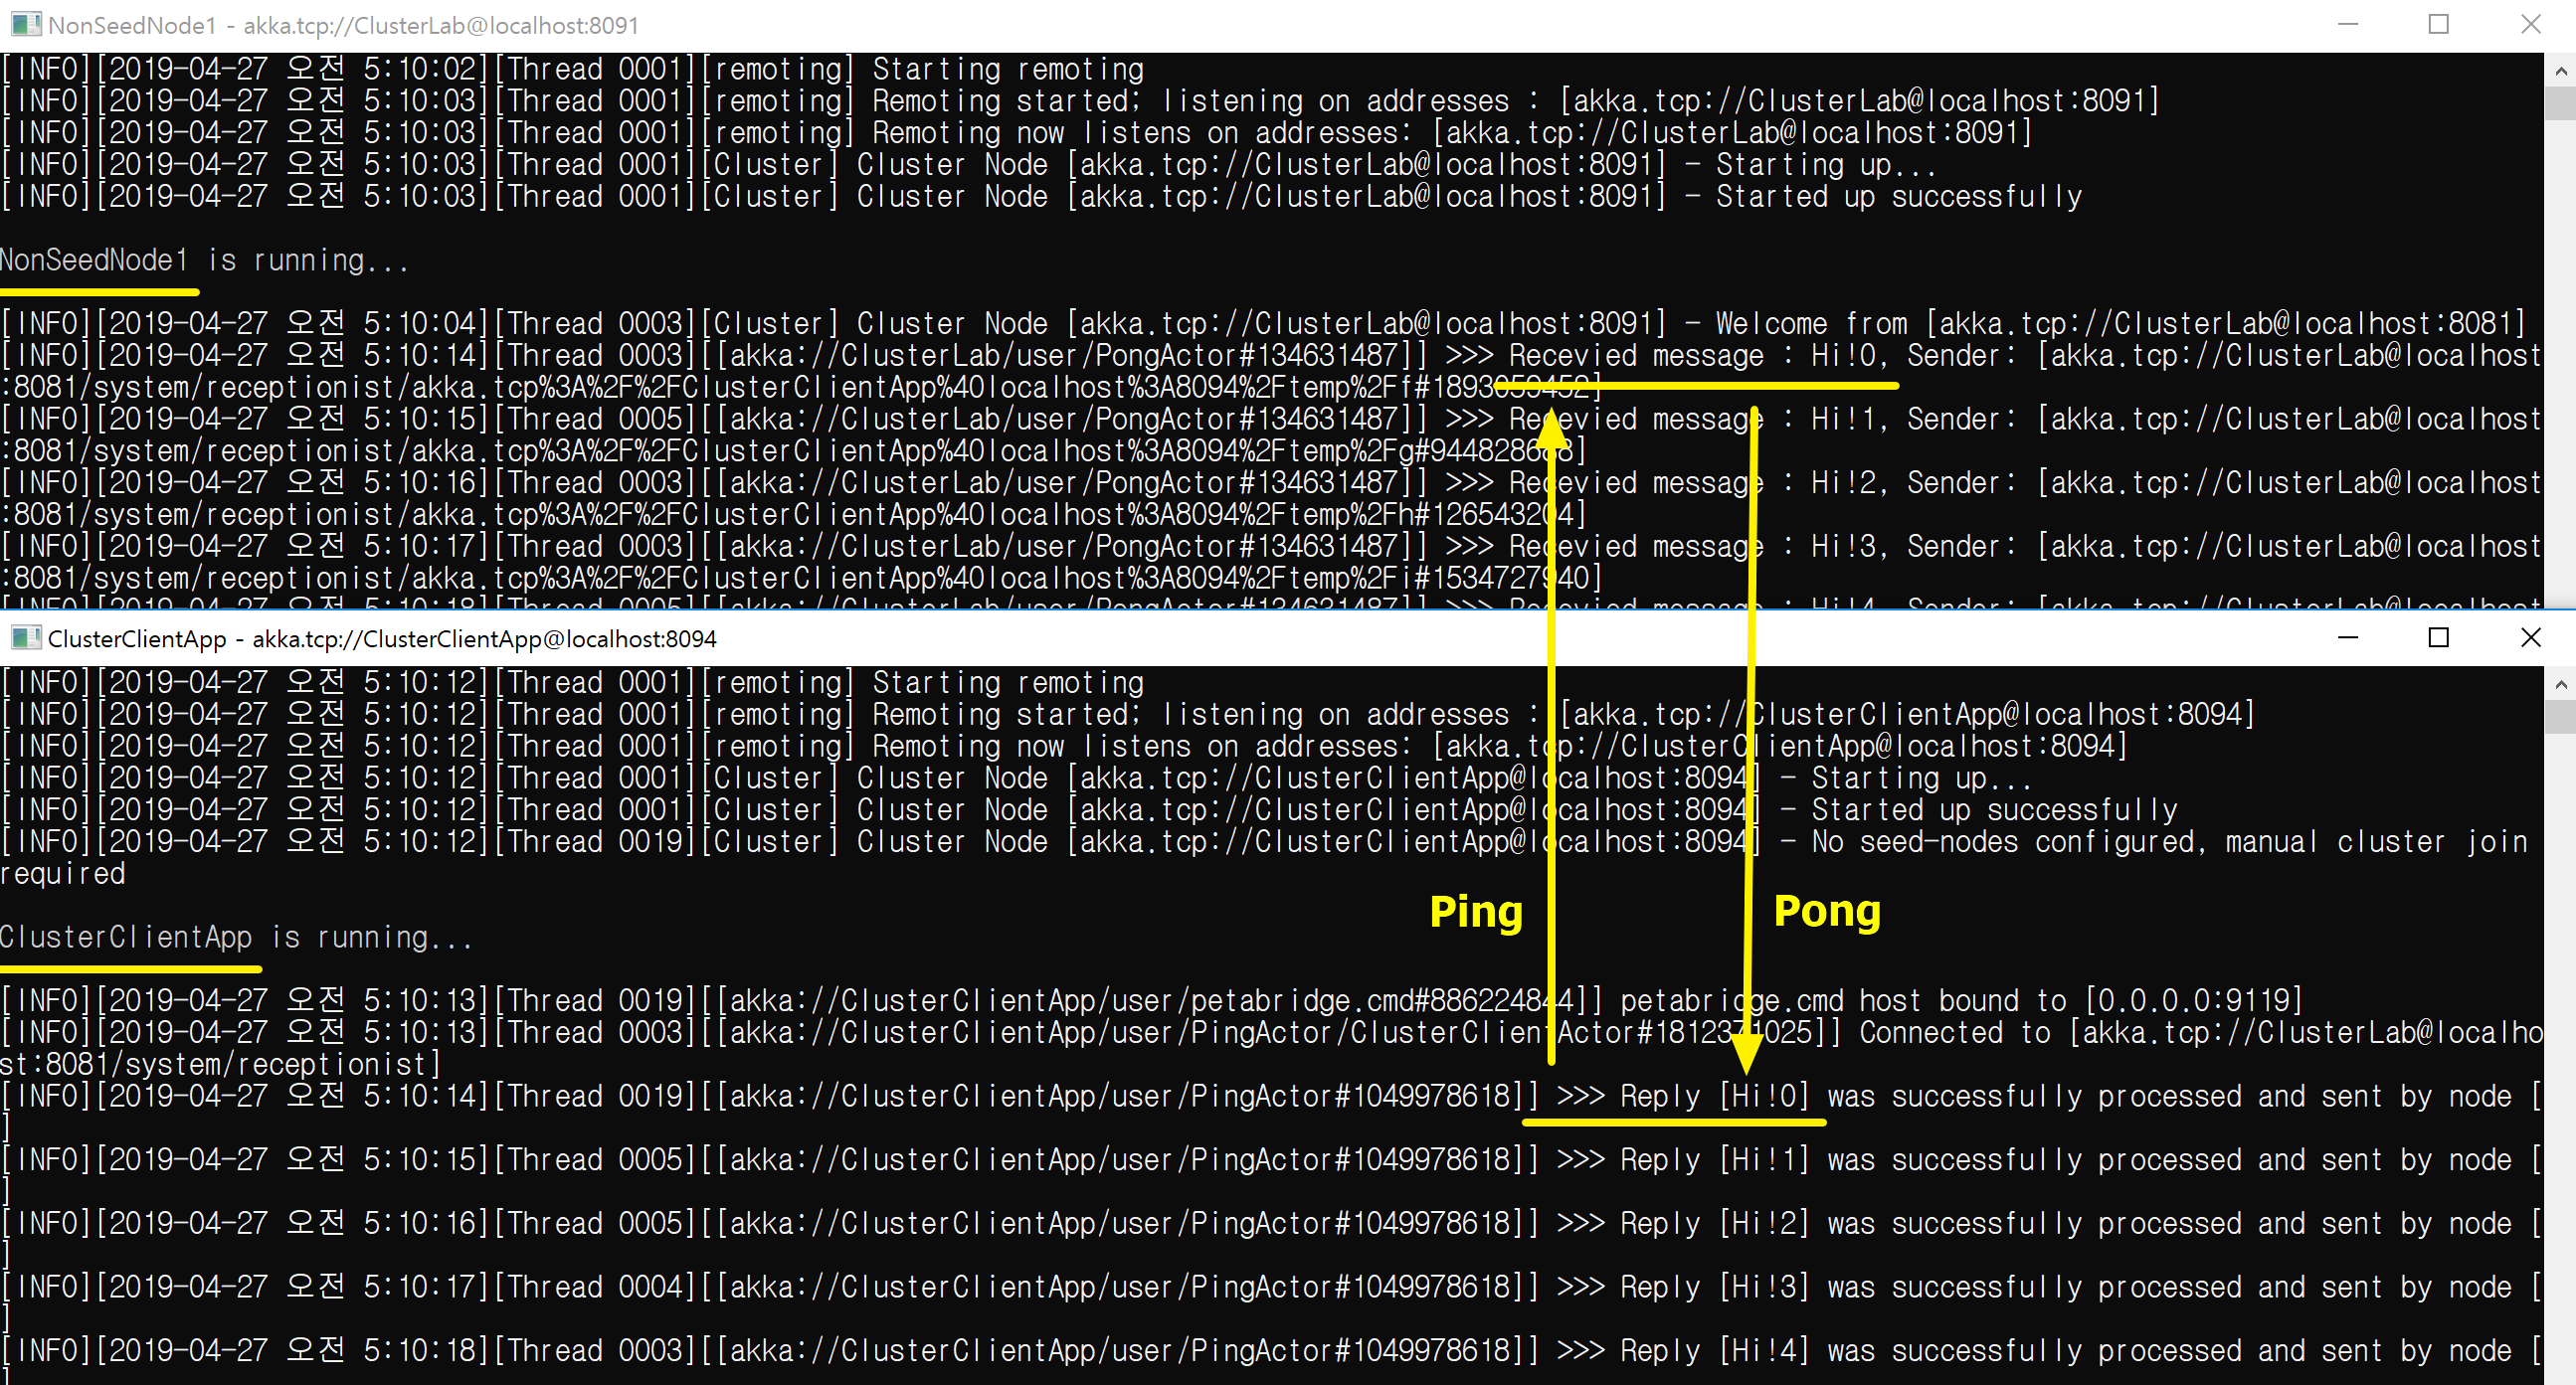 NonSeedNode1 - akka.tcp://ClusterLab@localhost:8091
[INFO][2019-04-27 오전 5:10:02][Thread 0001][remoting] Starting remoting
[INFO][2019-04-27 오전 5:10:03][Thread 0001][remoting] Remoting started; listening on addresses : [akka.tcp://ClusterLab@localhost:8091]
[INFO][2019-04-27 오전 5:10:03][Thread 0001][remoting] Remoting now listens on addresses: [akka.tcp://ClusterLab@localhost:8091]
[INFO][2019-04-27 오전 5:10:03][Thread 0001][Cluster] Cluster Node [akka.tcp://ClusterLab@localhost:8091] - Starting up...
[INFO][2019-04-27 오전 5:10:03][Thread 0001][Cluster] Cluster Node [akka.tcp://ClusterLab@localhost:8091] - Started up successfully
NonSeedNode1 is running...
[INFO][2019-04-27 오전 5:10:04][Thread 0003][Cluster] Cluster Node [akka.tcp://ClusterLab@localhost:8091] - Welcome from [akka.tcp://ClusterLab@localhost:8081]
[INFO][2019-04-27 오전 5:10:14][Thread 0003][[akka://ClusterLab/user/PongActor#134631487]] >>> Recevied message : Hi!0, Sender: [akka.tcp://ClusterLab@localhost
:8081/system/receptionist/akka.tcp%3A%2F%2FClusterClientApp%40localhost%3A8094%2Ftemp%2Ff#1893059452]
[INFO][2019-04-27 오전 5:10:15][Thread 0005][[akka://ClusterLab/user/PongActor#134631487]] >>> Recevied message : Hi!1, Sender: [akka.tcp://ClusterLab@localhost
:8081/system/receptionist/akka.tcp%3A%2F%2FClusterClientApp%40localhost%3A8094%2Ftemp%2Fg#944828688]
[INFO][2019-04-27 오전 5:10:16][Thread 0003][[akka://ClusterLab/user/PongActor#134631487]] >>> Recevied message : Hi!2, Sender: [akka.tcp://ClusterLab@localhost
:8081/system/receptionist/akka.tcp%3A%2F%2FClusterClientApp%40localhost%3A8094%2Ftemp%2Fh#126543204]
[INFO][2019-04-27 오전 5:10:17][Thread 0003][[akka://ClusterLab/user/PongActor#134631487]] >>> Recevied message : Hi!3, Sender: [akka.tcp://ClusterLab@localhost
:8081/system/receptionist/akka.tcp%3A%2F%2FClusterClientApp%40localhost%3A8094%2Ftemp%2Fi#1534727940]
[INFO][2019-04-27 오전 5:10:18][Thread 0005][[akka://ClusterLab/user/PongActor#134631487]] >>> Recevied message : Hi!4, Sender: [akka.tcp://ClusterLab@localhost
ClusterClientApp - akka.tcp://ClusterClientApp@localhost:8094
[INFO][2019-04-27 오전 5:10:12][Thread 0001][remoting] Starting remoting
[INFO][2019-04-27 오전 5:10:12][Thread 0001][remoting] Remoting started; listening on addresses : [akka.tcp://ClusterClientApp@localhost:8094]
[INFO][2019-04-27 오전 5:10:12][Thread 0001][remoting] Remoting now listens on addresses: [akka.tcp://ClusterClientApp@localhost:8094]
[INFO][2019-04-27 오전 5:10:12][Thread 0001][Cluster] Cluster Node [akka.tcp://ClusterClientApp@localhost:8094] - Starting up...
[INFO][2019-04-27 오전 5:10:12][Thread 0001][Cluster] Cluster Node [akka.tcp://ClusterClientApp@localhost:8094] - Started up successfully
[INFO][2019-04-27 오전 5:10:12][Thread 0019][Cluster] Cluster Node [akka.tcp://ClusterClientApp@localhost:8094] - No seed-nodes configured, manual cluster join
required
Ping
Pong
ClusterClientApp is running...
[INFO][2019-04-27 오전 5:10:13][Thread 0019][[akka://ClusterClientApp/user/petabridge.cmd#886224844]] petabridge.cmd host bound to [0.0.0.0:9119]
[INFO][2019-04-27 오전 5:10:13][Thread 0003][[akka://ClusterClientApp/user/PingActor/ClusterClientActor#1812371025]] Connected to [akka.tcp://ClusterLab@localho
st:8081/system/receptionist]
[INFO][2019-04-27 오전 5:10:14][Thread 0019][[akka://ClusterClientApp/user/PingActor#1049978618]] >>> Reply [Hi!0] was successfully processed and sent by node [
]
[INFO][2019-04-27 오전 5:10:15][Thread 0005][[akka://ClusterClientApp/user/PingActor#1049978618]] >>> Reply [Hi!1] was successfully processed and sent by node [
]
[INFO][2019-04-27 오전 5:10:16][Thread 0005][[akka://ClusterClientApp/user/PingActor#1049978618]] >>> Reply [Hi!2] was successfully processed and sent by node [
]
[INFO][2019-04-27 오전 5:10:17][Thread 0004][[akka://ClusterClientApp/user/PingActor#1049978618]] >>> Reply [Hi!3] was successfully processed and sent by node [
]
[INFO][2019-04-27 오전 5:10:18][Thread 0003][[akka://ClusterClientApp/user/PingActor#1049978618]] >>> Reply [Hi!4] was successfully processed and sent by node [
]